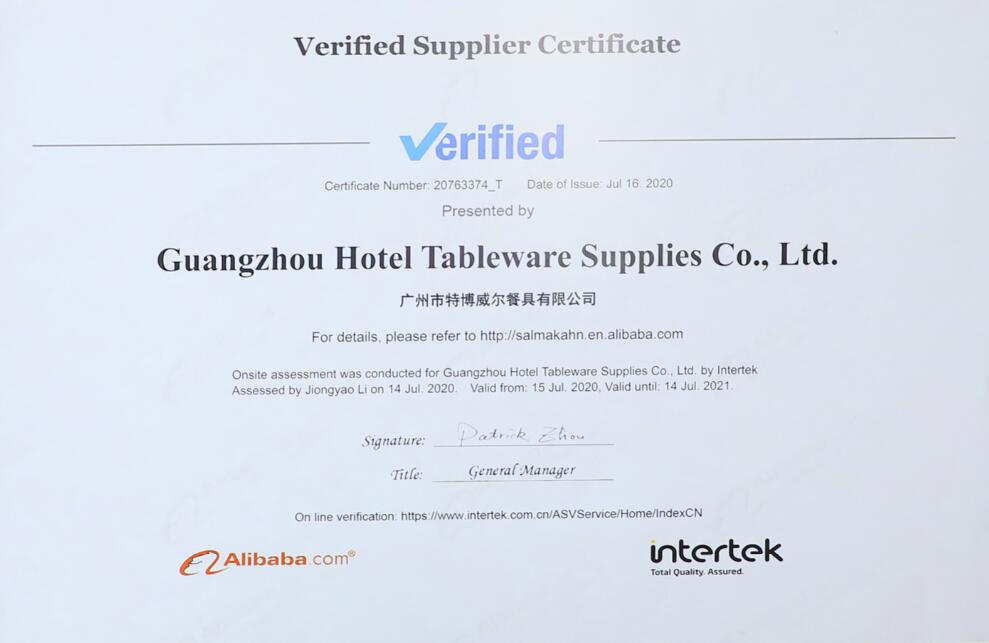 Verified Supplier Certificate
Verified
Certificate Number: 20763374_T Date of Issue: Jul 16. 2020
Presented by
Guangzhou Hotel Tableware Supplies Co., Ltd.
广州市特博威尔餐具有限公司
For details, please refer to http://salmakahn.en.alibaba.com
Onsite assessment was conducted for Guangzhou Hotel Tableware Supplies Co., Ltd. by Intertek
Assessed by Jiongyao Li on 14 Jul. 2020. Valid from: 15 Jul. 2020, Valid until: 14 Jul. 2021.
Signature: Patrick Zhou
Title: General Manager
On line verification: https://www.intertek.com.cn/ASVService/Home/IndexCN
Alibaba.com®
intertek
Total Quality. Assured.